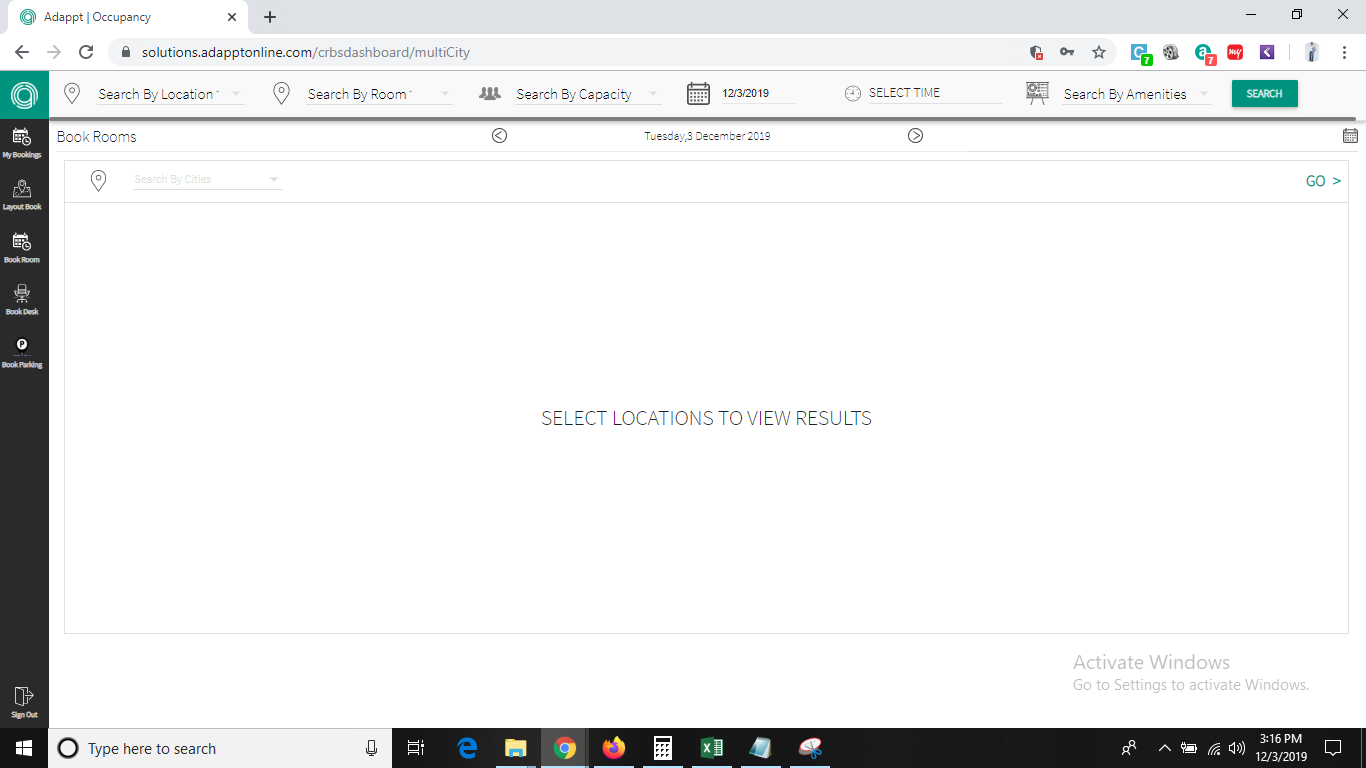 Adappt | Occupancy
solutions.adapptonline.com/crbsdashboard/multiCity
7
7
my
Search By Location
Search By Room
Search By Capacity
12/3/2019
SELECT TIME
Search By Amenities
SEARCH
My Bookings
Layout Book
Book Room
Book Desk
P
Book Parking
Sign Out
Book Rooms
Tuesday,3 December 2019
Search By Cities
GO >
SELECT LOCATIONS TO VIEW RESULTS
Activate Windows
Go to Settings to activate Windows.
Type here to search
3:16 PM
12/3/2019